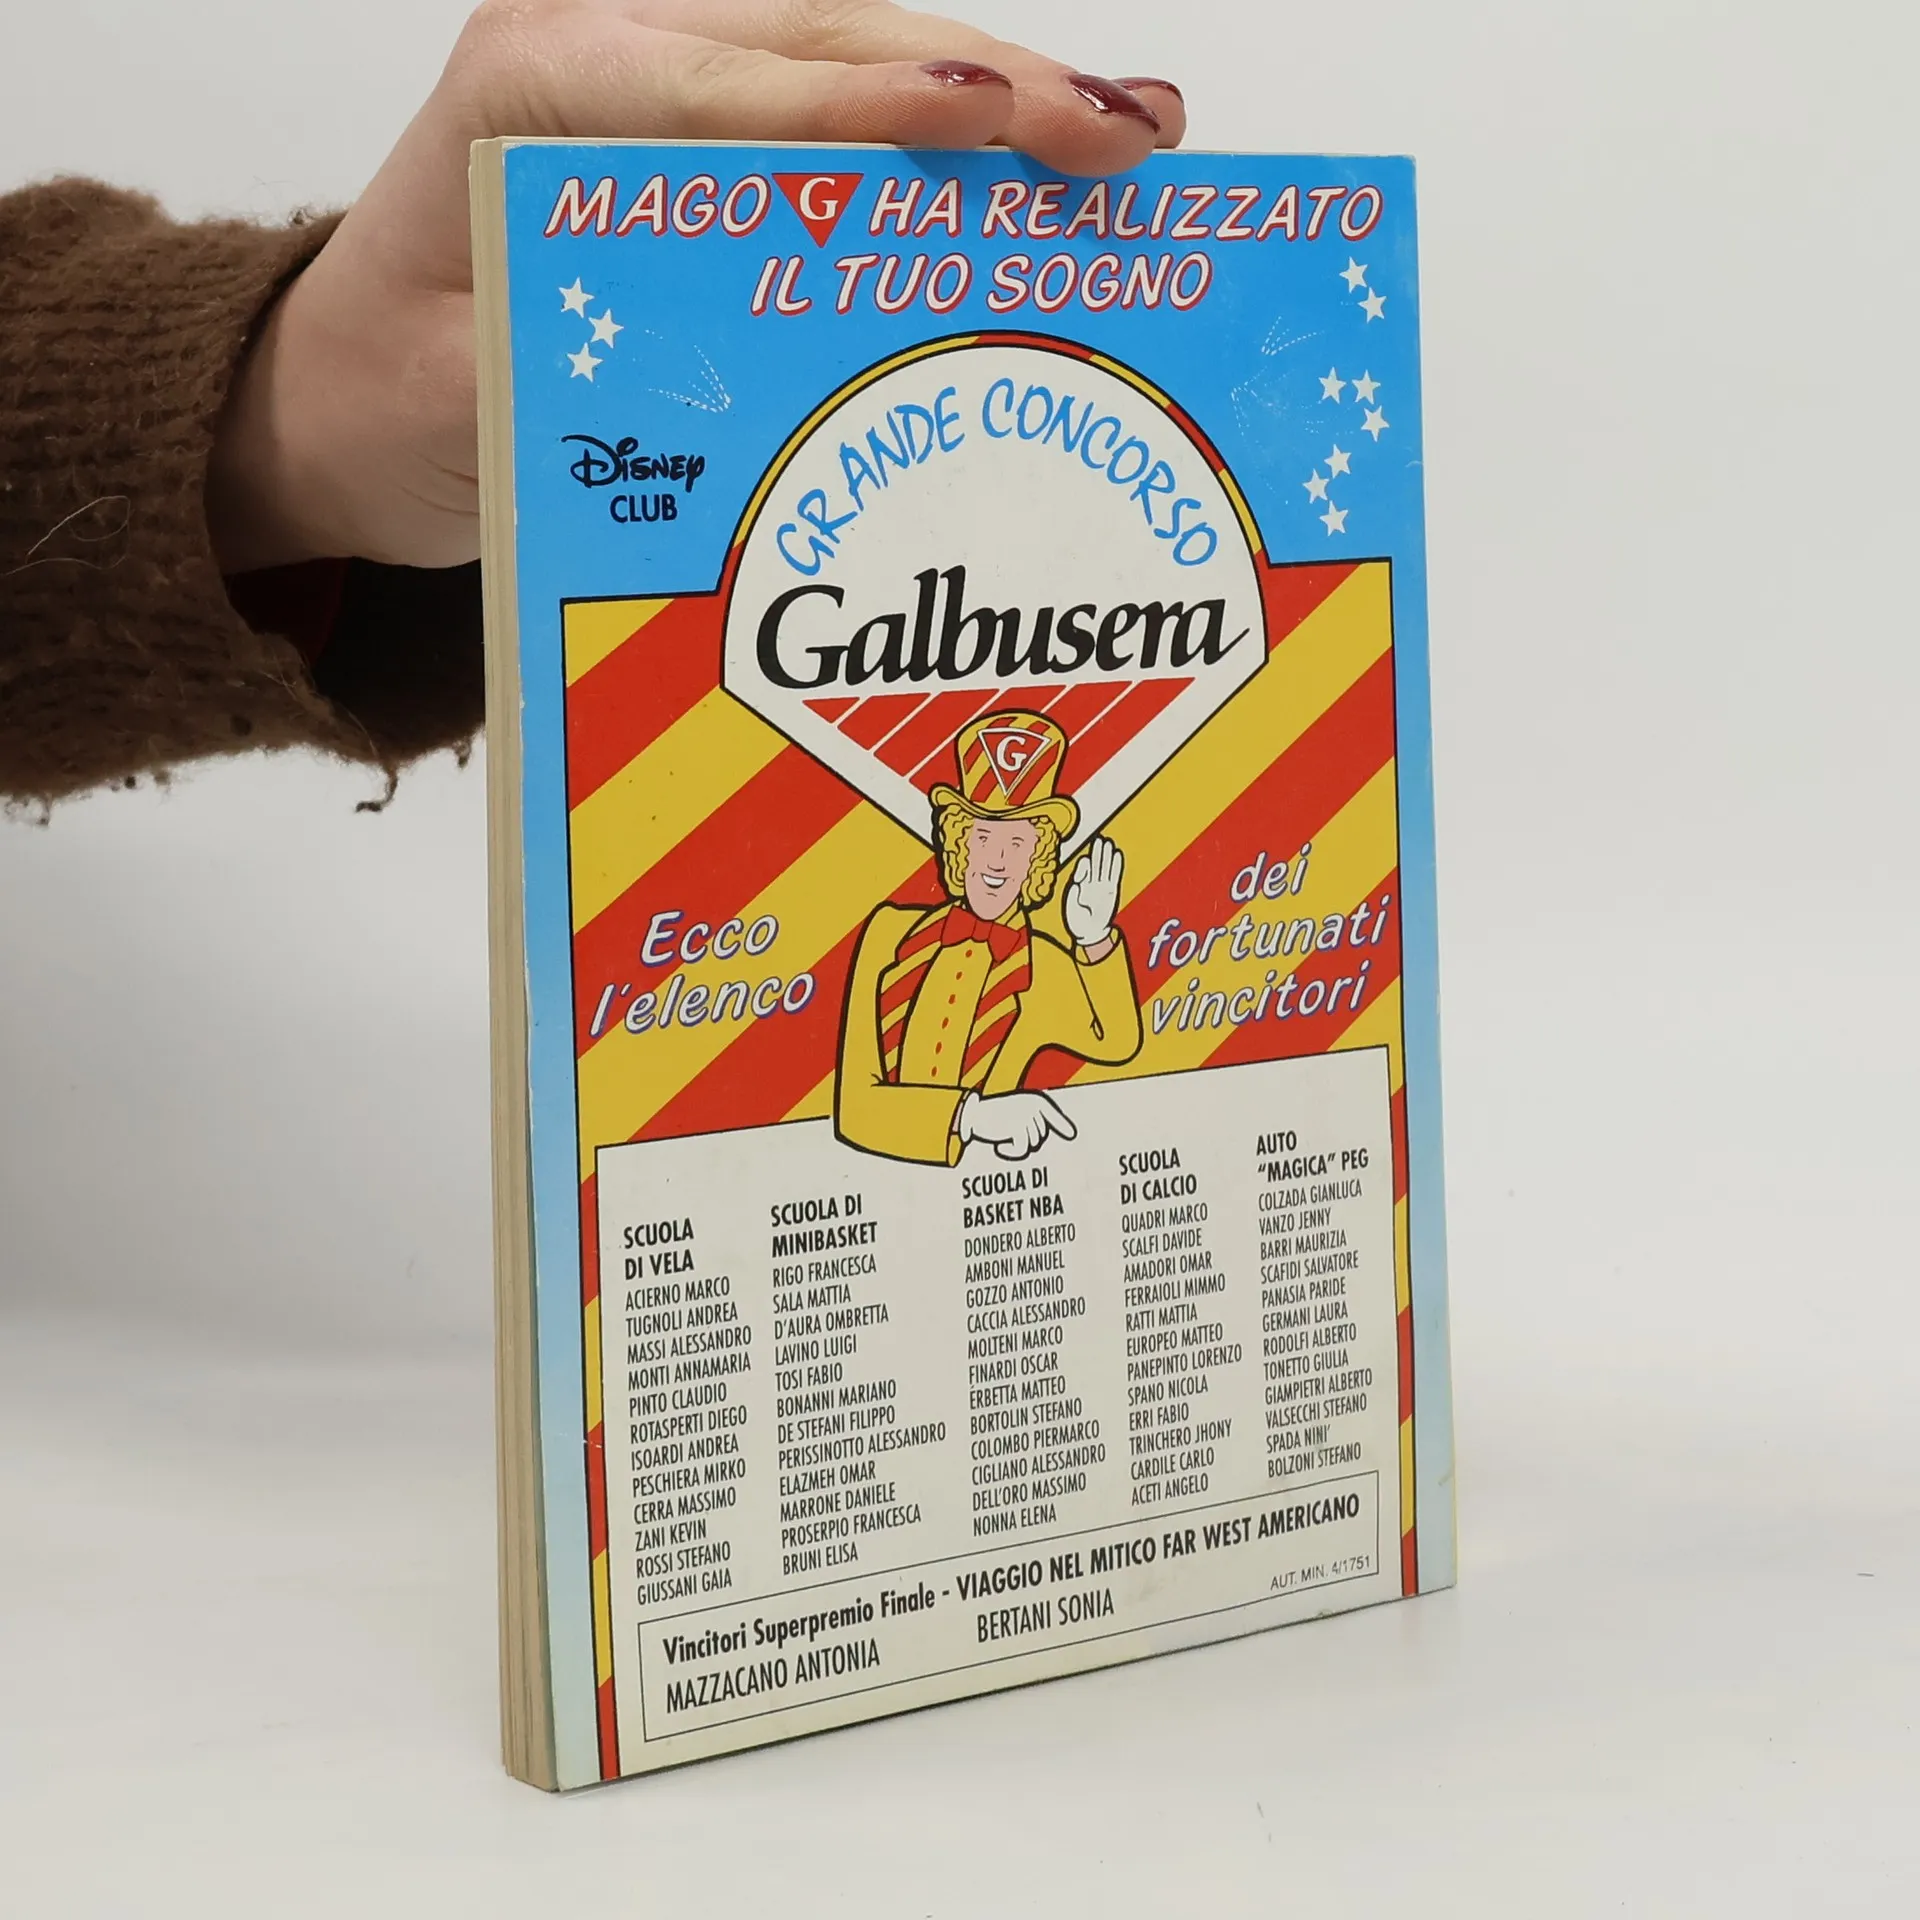 MAGO G HA REALIZZATO
IL TUO SOGNO
DISNEY
CLUB
GRANDE CONCORSO
Galbusera
G
Ecco
l'elenco
dei
fortunati
vincitori
SCUOLA
DI VELA
ACIERNO MARCO
TUGNOLI ANDREA
MASSI ALESSANDRO
MONTI ANNAMARIA
PINTO CLAUDIO
ROTASPERTI DIEGO
ISOARDI ANDREA
PESCHIERA MIRKO
CERRA MASSIMO
ZANI KEVIN
ROSSI STEFANO
GIUSSANI GAIA
SCUOLA DI
MINIBASKET
RIGO FRANCESCA
SALA MATTIA
D'AURA OMBRETTA
LAVINO LUIGI
TOSI FABIO
BONANNI MARIANO
DE STEFANI FILIPPO
PERISSINOTTO ALESSANDRO
ELAZMEH OMAR
MARRONE DANIELE
PROSERPIO FRANCESCA
BRUNI ELISA
SCUOLA DI
BASKET NBA
DONDERO ALBERTO
AMBONI MANUEL
GOZZO ANTONIO
CACCIA ALESSANDRO
MOLTENI MARCO
FINARDI OSCAR
ÉRBETTA MATTEO
BORTOLIN STEFANO
COLOMBO PIERMARCO
CIGLIANO ALESSANDRO
DELL'ORO MASSIMO
NONNA ELENA
SCUOLA
DI CALCIO
QUADRI MARCO
SCALFI DAVIDE
AMADORI OMAR
FERRAIOLI MIMMO
RATTI MATTIA
EUROPEO MATTEO
PANEPINTO LORENZO
SPANO NICOLA
ERRI FABIO
TRINCHERO JHONY
CARDILE CARLO
ACETI ANGELO
AUTO
"MAGICA" PEG
COLZADA GIANLUCA
VANZO JENNY
BARRI MAURIZIA
SCAFIDI SALVATORE
PANASIA PARIDE
GERMANI LAURA
RODOLFI ALBERTO
TONETTO GIULIA
GIAMPIETRI ALBERTO
VALSECCHI STEFANO
SPADA NINI'
BOLZONI STEFANO
Vincitori Superpremio Finale - VIAGGIO NEL MITICO FAR WEST AMERICANO
MAZZACANO ANTONIA BERTANI SONIA
AUT. MIN. 4/1751